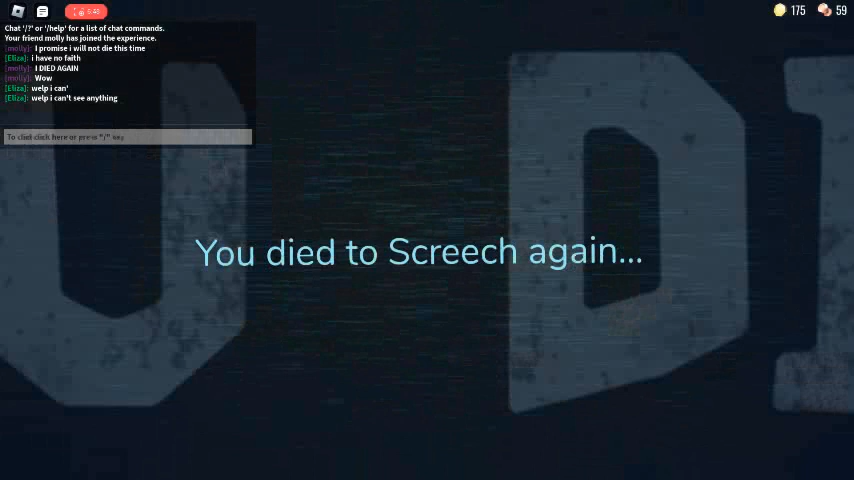 175
59
Chat '/?' or '/help' for a list of chat commands.
Your friend molly has joined the experience.
[molly]: I promise i will not die this time
[Eliza]: i have no faith
[molly]: I DIED AGAIN
[molly]: Wow
[Eliza]: welp i can'
[Eliza]: welp i can't see anything
To chat click here or press "/" key
U DI
You died to Screech again...